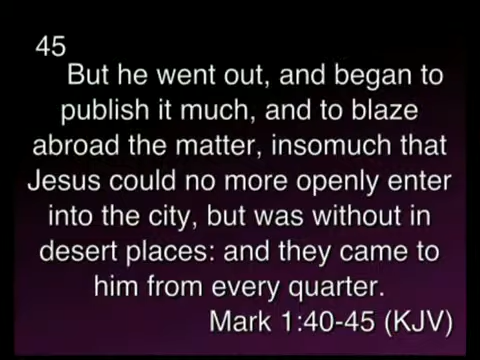 45
But he went out, and began to
publish it much, and to blaze
abroad the matter, insomuch that
Jesus could no more openly enter
into the city, but was without in
desert places: and they came to
him from every quarter.
Mark 1:40-45 (KJV)